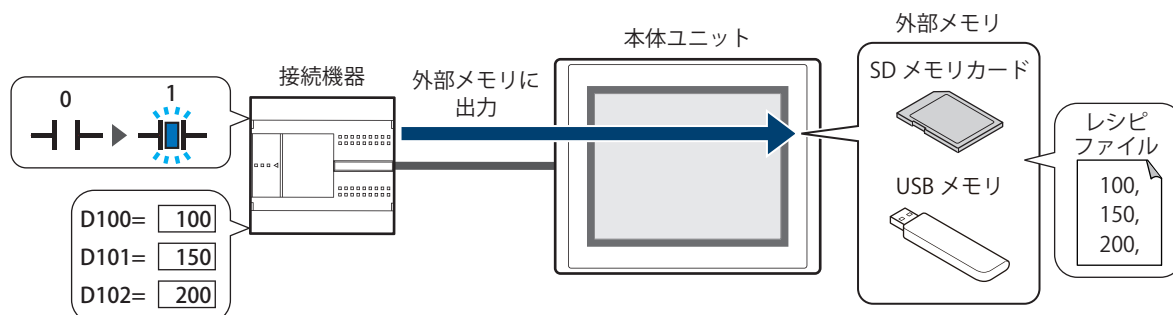 0
1
D100= 100
D101= 150
D102= 200
接続機器
外部メモリに
出力
本体ユニット
外部メモリ
SD メモリカード
USB メモリ
レシピ
ファイル
100,
150,
200,